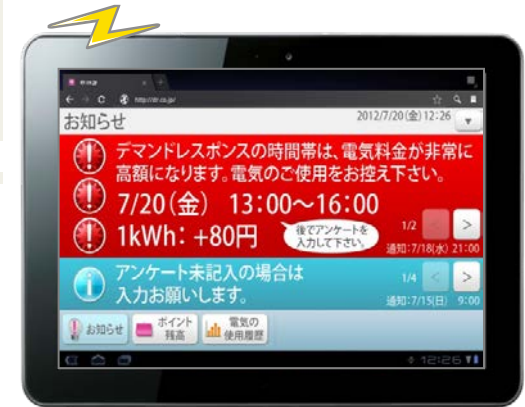 http://dr.co.jp/
お知らせ
2012/7/20(金)12:26
デマンドレスポンスの時間帯は、電気料金が非常に
高額になります。電気のご使用をお控え下さい。
7/20(金) 13:00～16:00
1kWh: +80円
後でアンケートを
入力して下さい。
1/2
通知:7/18(水) 21:00
アンケート未記入の場合は
入力お願いします。
1/4
通知:7/15(日) 9:00
お知らせ
ポイント
残高
電気の
使用履歴
12:26